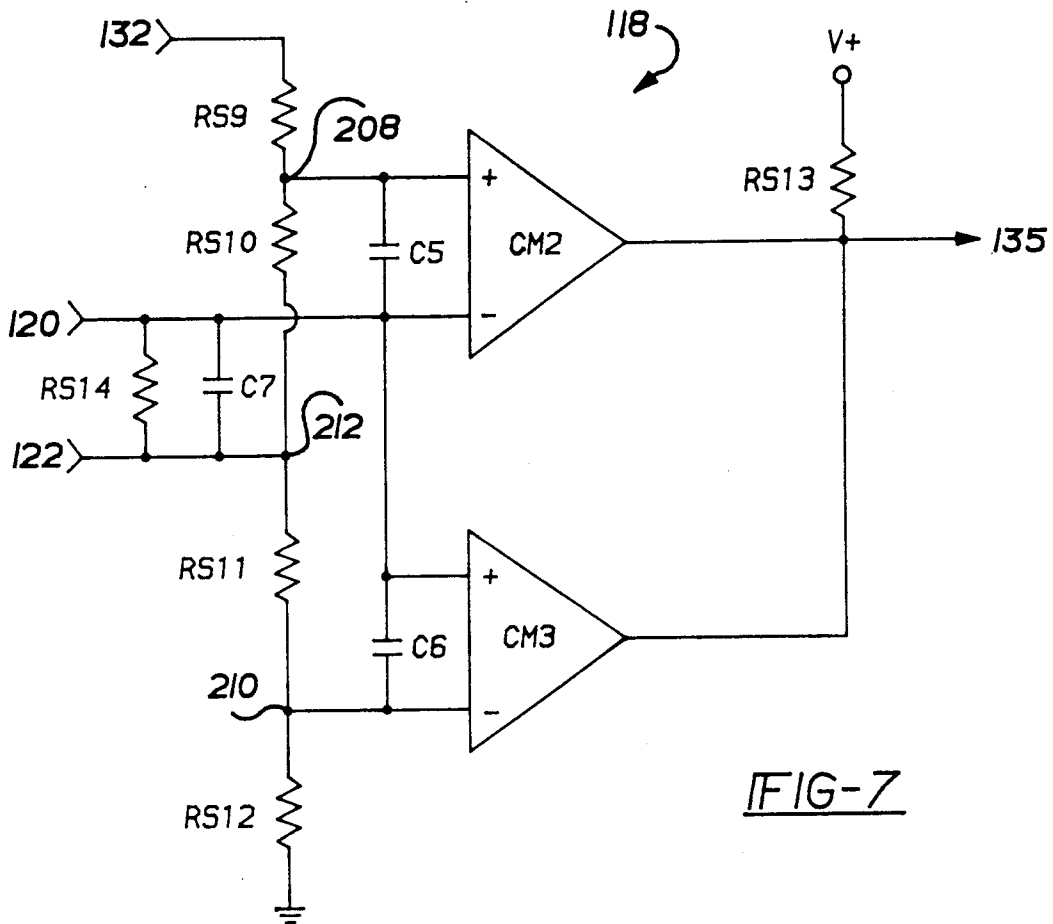 132
118
V+
RS9
208
RS13
+
RS10
C5
CM2
135
120
-
RS14
C7
212
122
RS11
+
CM3
C6
210
-
RS12
FIG-7